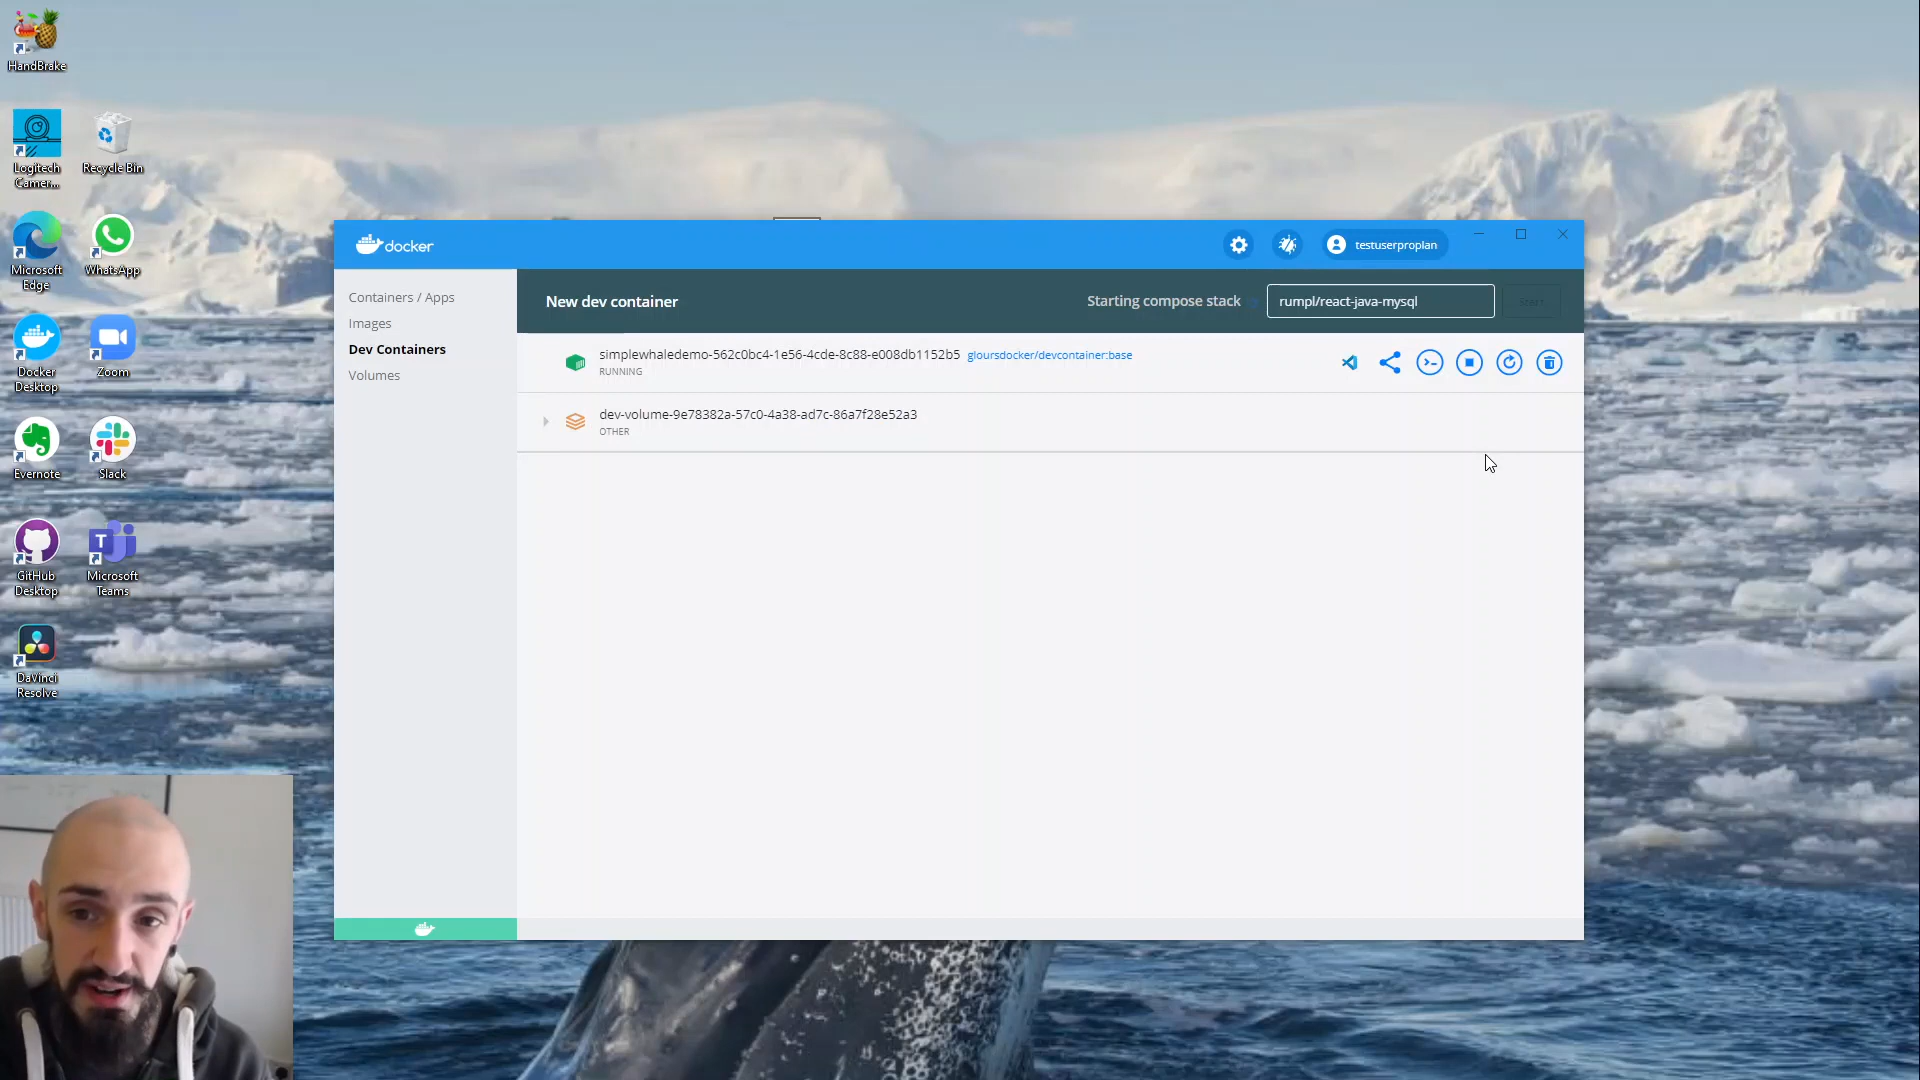 HandBrake
Logitech
Camer...
Recycle Bin
Microsoft
Edge
WhatsApp
Docker
Desktop
Zoom
Evernote
Slack
GitHub
Desktop
Microsoft
Teams
DaVinci
Resolve
docker
testuserproplan
Containers / Apps
Images
Dev Containers
Volumes
New dev container
Starting compose stack
rumpl/react-java-mysql
Start
simplewhaledemo-562c0bc4-1e56-4cde-8c88-e008db1152b5 gloursdocker/devcontainer:base
RUNNING
dev-volume-9e78382a-57c0-4a38-ad7c-86a7f28e52a3
OTHER